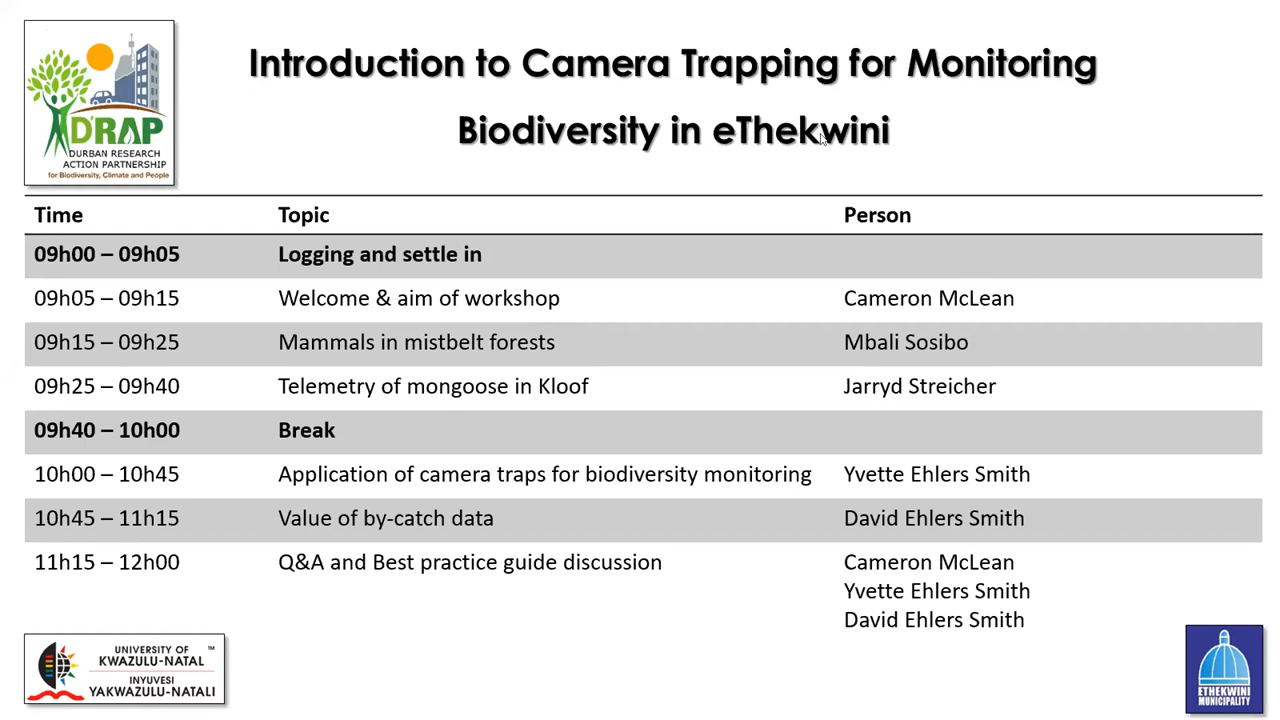 Introduction to Camera Trapping for Monitoring
Biodiversity in eThekwini
D'RAP
DURBAN RESEARCH
ACTION PARTNERSHIP
for Biodiversity, Climate and People
Time Topic Person
09h00 – 09h05 Logging and settle in
09h05 – 09h15 Welcome & aim of workshop Cameron McLean
09h15 – 09h25 Mammals in mistbelt forests Mbali Sosibo
09h25 – 09h40 Telemetry of mongoose in Kloof Jarryd Streicher
09h40 – 10h00 Break
10h00 – 10h45 Application of camera traps for biodiversity monitoring Yvette Ehlers Smith
10h45 – 11h15 Value of by-catch data David Ehlers Smith
11h15 – 12h00 Q&A and Best practice guide discussion Cameron McLean
Yvette Ehlers Smith
David Ehlers Smith
UNIVERSITY OF ™
KWAZULU-NATAL
INYUVESI
YAKWAZULU-NATALI
ETHEKWINI
MUNICIPALITY